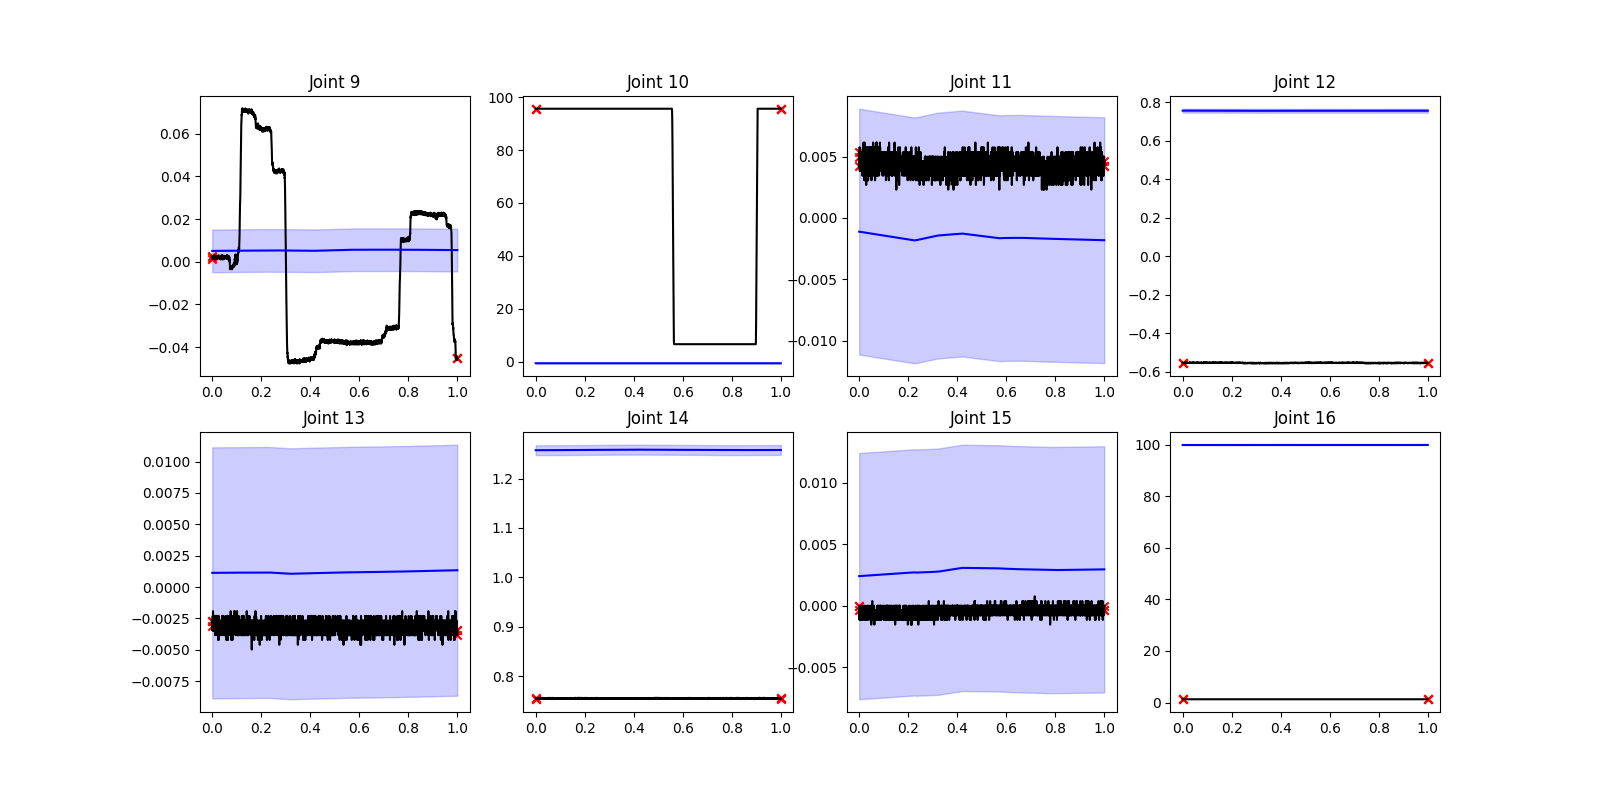 Joint 9
0.06
0.04
0.02
0.00
−0.02
−0.04
0.0 0.2 0.4 0.6 0.8 1.0
Joint 10
100
80
60
40
20
0
0.0 0.2 0.4 0.6 0.8 1.0
Joint 11
0.005
0.000
−0.005
−0.010
0.0 0.2 0.4 0.6 0.8 1.0
Joint 12
0.8
0.6
0.4
0.2
0.0
−0.2
−0.4
−0.6
0.0 0.2 0.4 0.6 0.8 1.0
Joint 13
0.0100
0.0075
0.0050
0.0025
0.0000
−0.0025
−0.0050
−0.0075
0.0 0.2 0.4 0.6 0.8 1.0
Joint 14
1.2
1.1
1.0
0.9
0.8
0.0 0.2 0.4 0.6 0.8 1.0
Joint 15
0.010
0.005
0.000
−0.005
0.0 0.2 0.4 0.6 0.8 1.0
Joint 16
100
80
60
40
20
0
0.0 0.2 0.4 0.6 0.8 1.0